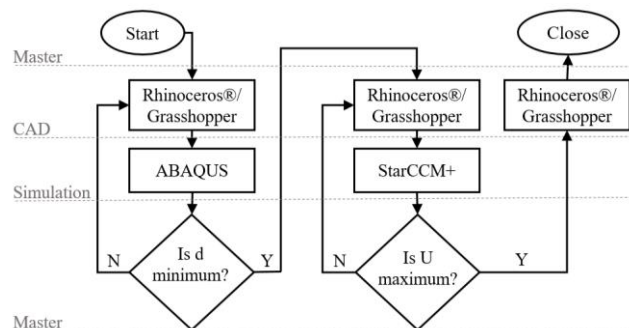 Start
Close
Master
Rhinoceros®/
Grasshopper
Rhinoceros®/
Grasshopper
Rhinoceros®/
Grasshopper
CAD
ABAQUS
StarCCM+
Simulation
Is d
minimum?
N
Y
Is U
maximum?
N
Y
Master